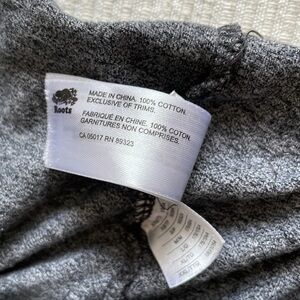 MADE IN CHINA. 100% COTTON.
EXCLUSIVE OF TRIMS.
Roots
FABRIQUÉ EN CHINE. 100% COTON.
GARNITURES NON COMPRISES.
CA 05017 RN 89323